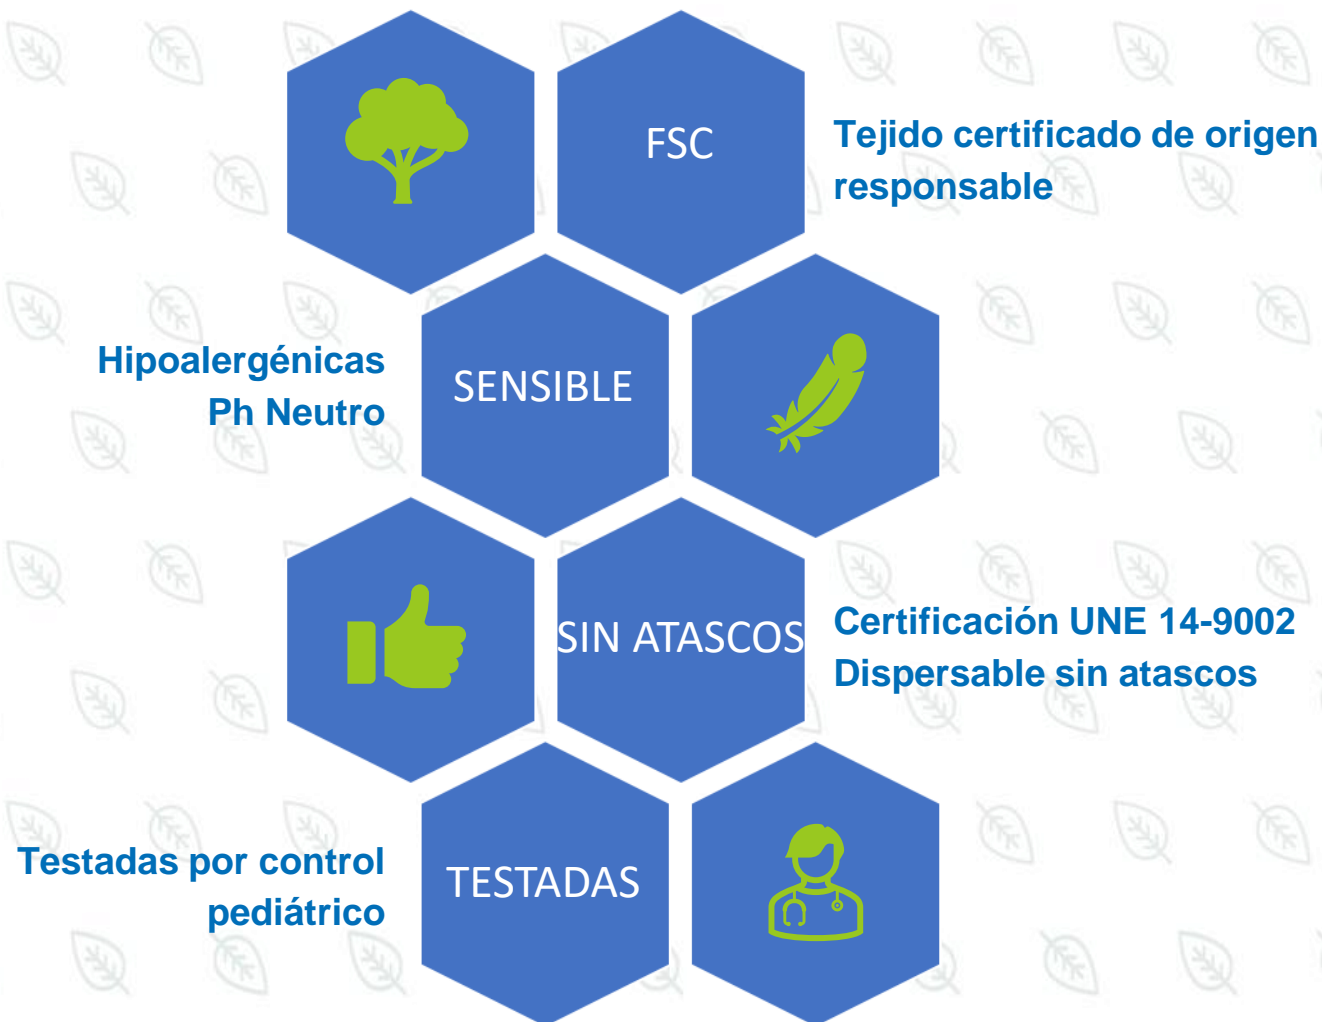 FSC
Tejido certificado de origen
responsable
Hipoalergénicas
Ph Neutro
SENSIBLE
SIN ATASCOS
Certificación UNE 14-9002
Dispersable sin atascos
Testadas por control
pediátrico
TESTADAS